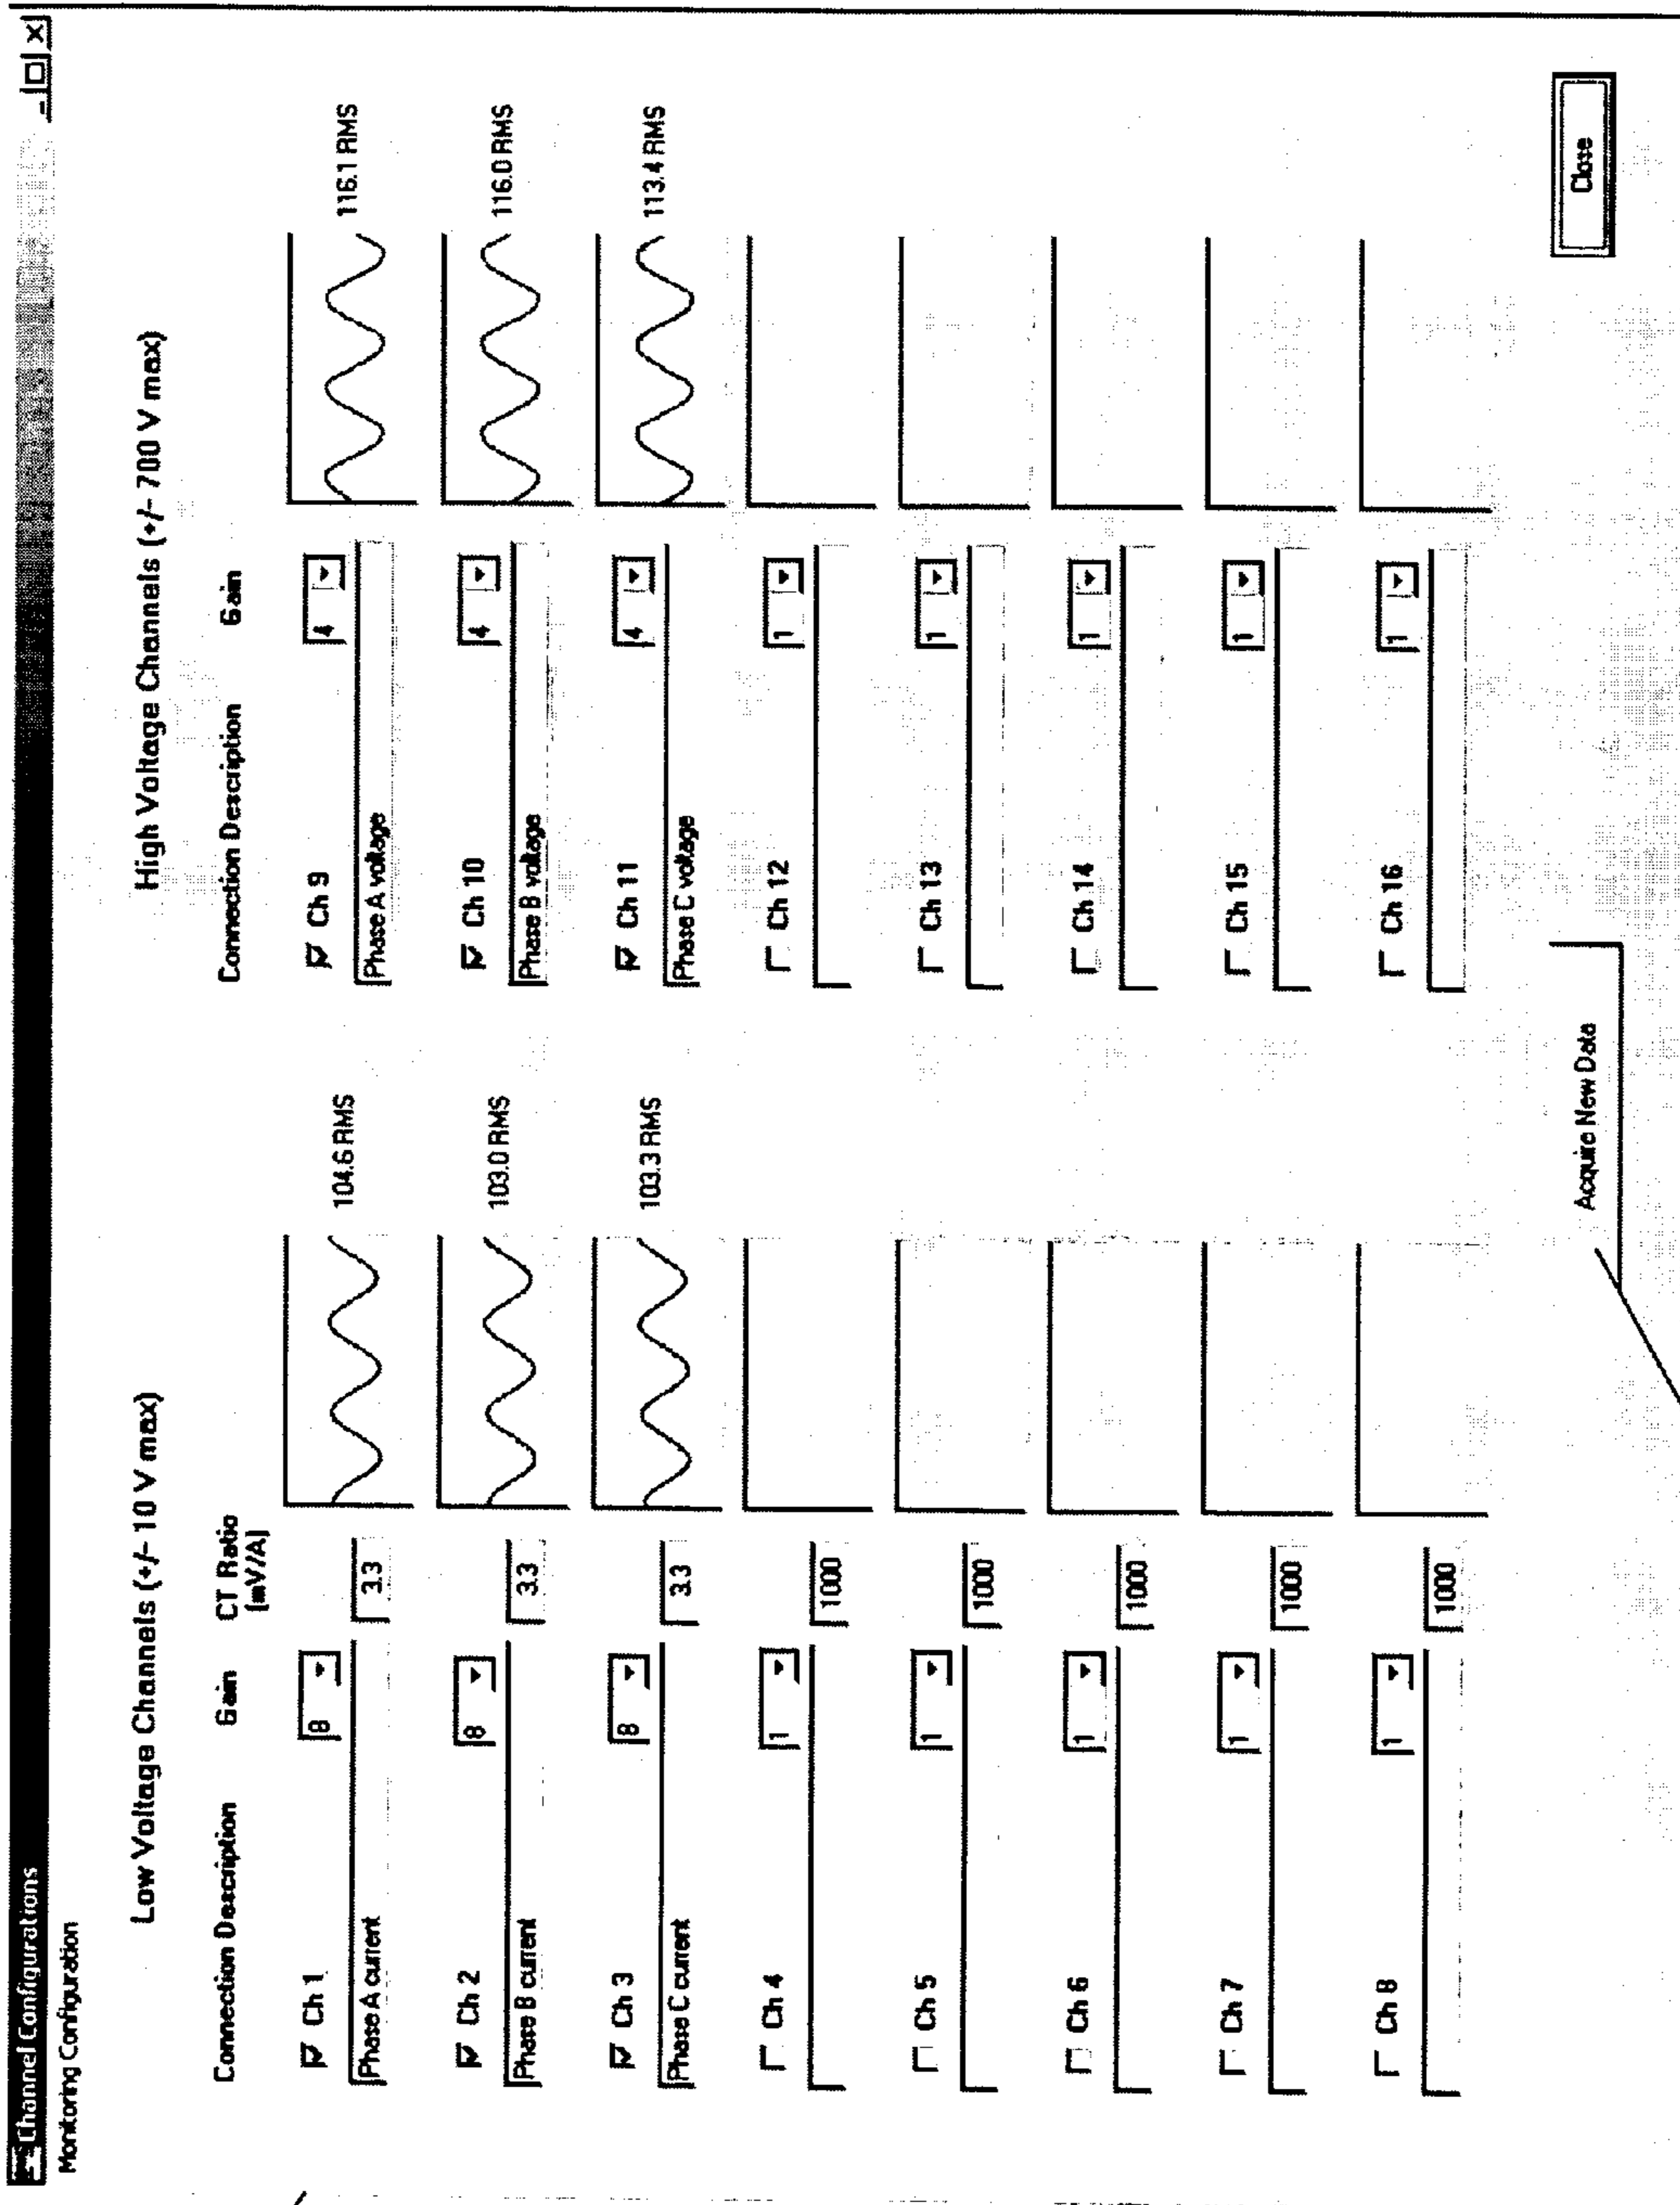 Channel Configurations
Monitoring Configuration
Low Voltage Channels (+/- 10 V max)
Connection Description Gain CT Ratio
(mV/A)
Ch 1 8
Phase A current 3.3 104.6 RMS
Ch 2 8
Phase B current 3.3 103.0 RMS
Ch 3 8
Phase C current 3.3 103.3 RMS
Ch 4 1
1000
Ch 5 1
1000
Ch 6 1
1000
Ch 7 1
1000
Ch 8 1
1000
High Voltage Channels (+/- 700 V max)
Connection Description Gain
Ch 9 4
Phase A voltage 116.1 RMS
Ch 10 4
Phase B voltage 116.0 RMS
Ch 11 4
Phase C voltage 113.4 RMS
Ch 12 1
Ch 13 1
Ch 14 1
Ch 15 1
Ch 16 1
Acquire New Data
Close